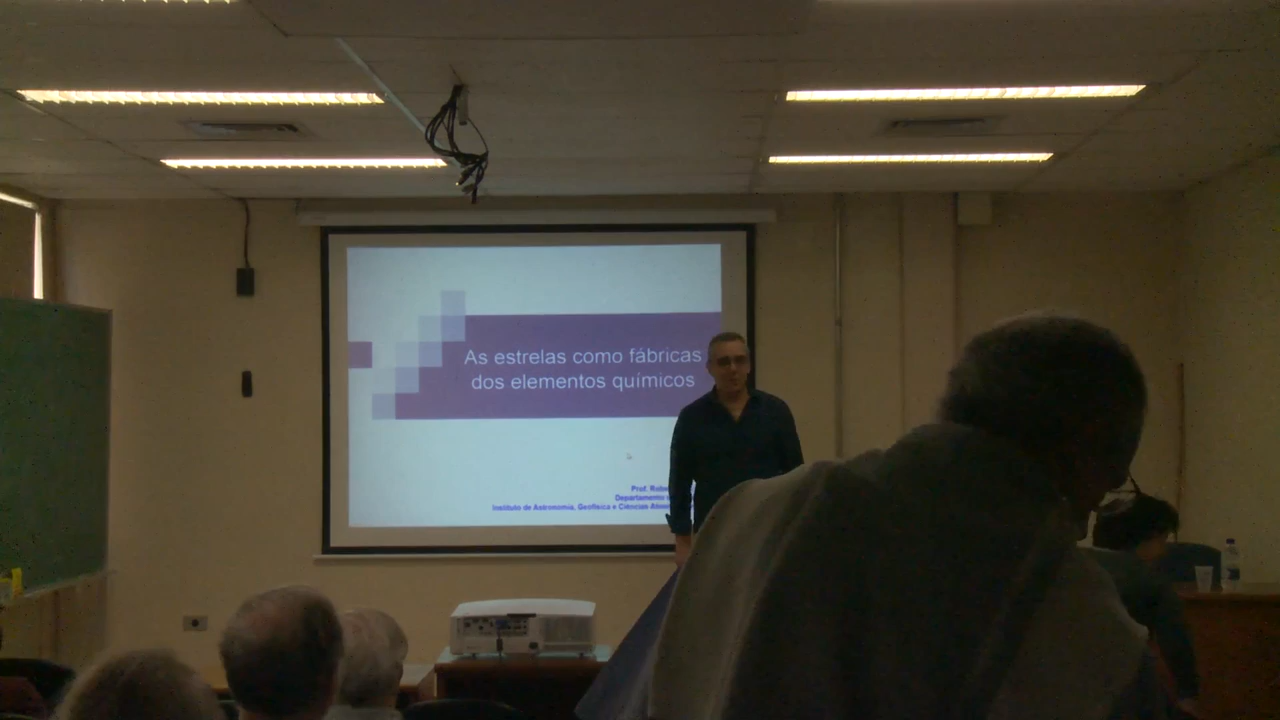 As estrelas como fábricas
dos elementos químicos
Prof.
Departamento
Instituto de Astronomia, Geofísica e Ciências